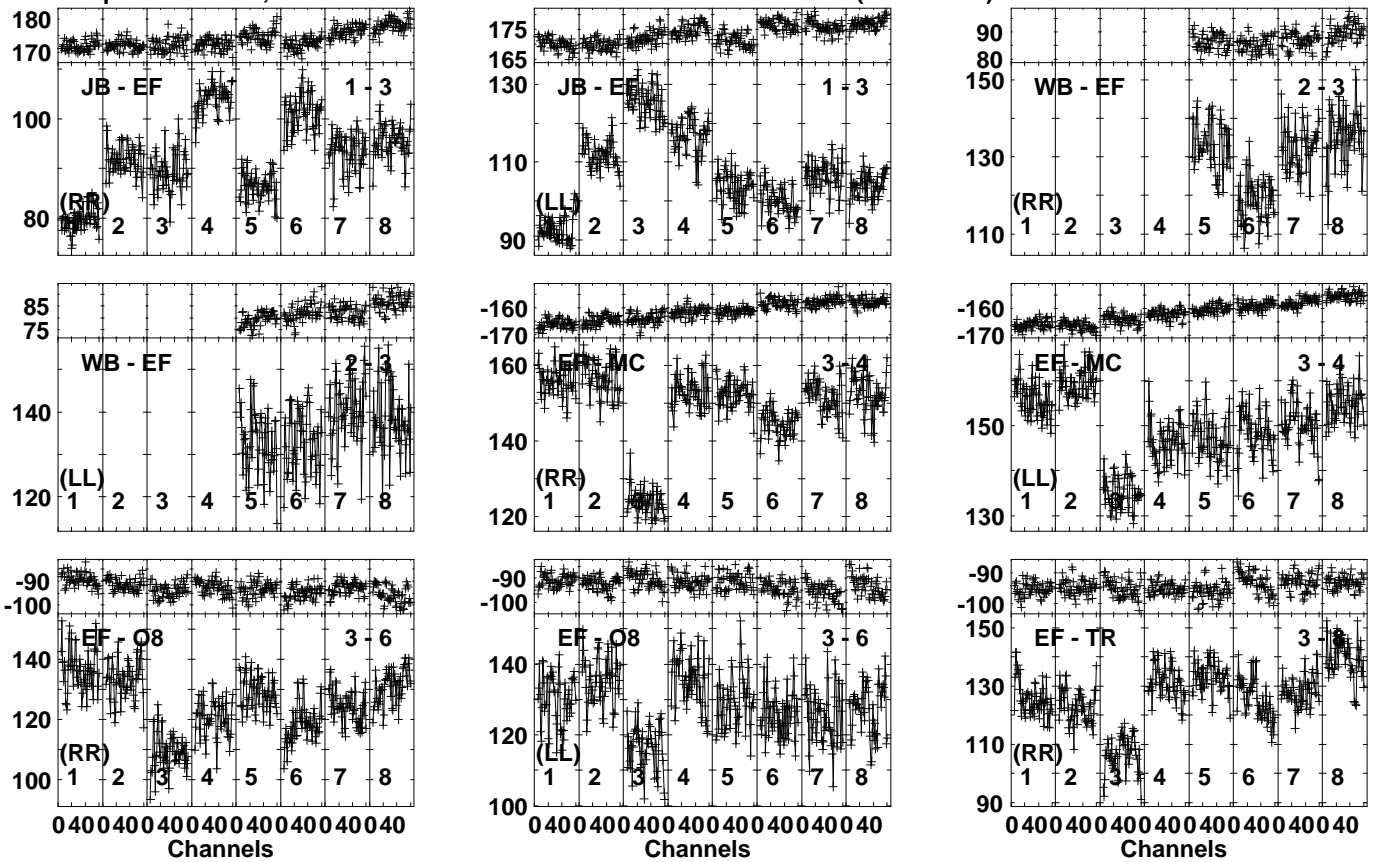 180
170
JB - EF 1 - 3
100
(RR)
80
1 2 3 4 5 6 7 8
175
165
130
JB - EF 1 - 3
110
(LL)
90
1 2 3 4 5 6 7 8
90
80
150
WB - EF 2 - 3
130
(RR)
110
1 2 3 4 5 6 7 8
85
75
WB - EF 2 - 3
140
(LL)
120
1 2 3 4 5 6 7 8
-160
-170
160
EF - MC 3 - 4
140
(RR)
120
1 2 3 4 5 6 7 8
-160
-170
EF - MC 3 - 4
150
(LL)
130
1 2 3 4 5 6 7 8
-90
-100
EF - O8 3 - 6
140
120
(RR)
100
1 2 3 4 5 6 7 8
0 40 0 40 0 40 0 40 0 40 0 40 0 40 0 40
Channels
-90
-100
EF - O8 3 - 6
140
120
(LL)
100
1 2 3 4 5 6 7 8
0 40 0 40 0 40 0 40 0 40 0 40 0 40 0 40
Channels
-90
-100
150
EF - TR 3 - 8
130
110
(RR)
90
1 2 3 4 5 6 7 8
0 40 0 40 0 40 0 40 0 40 0 40 0 40 0 40
Channels